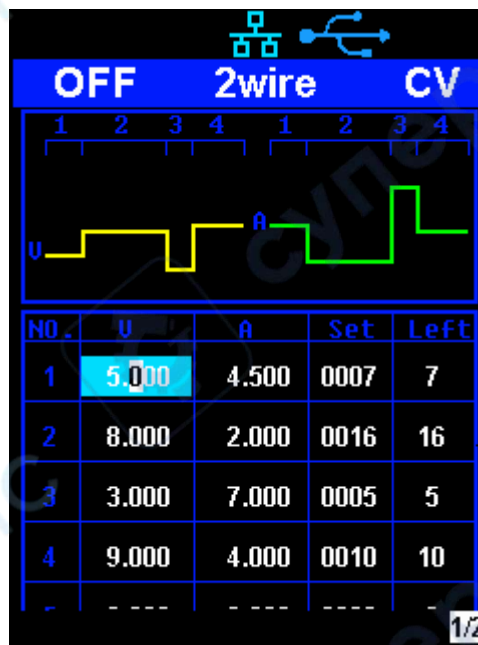 OFF 2wire CV
1 2 3 4 1 2 3 4
A
V
NO. V A Set Left
1 5.000 4.500 0007 7
2 8.000 2.000 0016 16
3 3.000 7.000 0005 5
4 9.000 4.000 0010 10
1/2